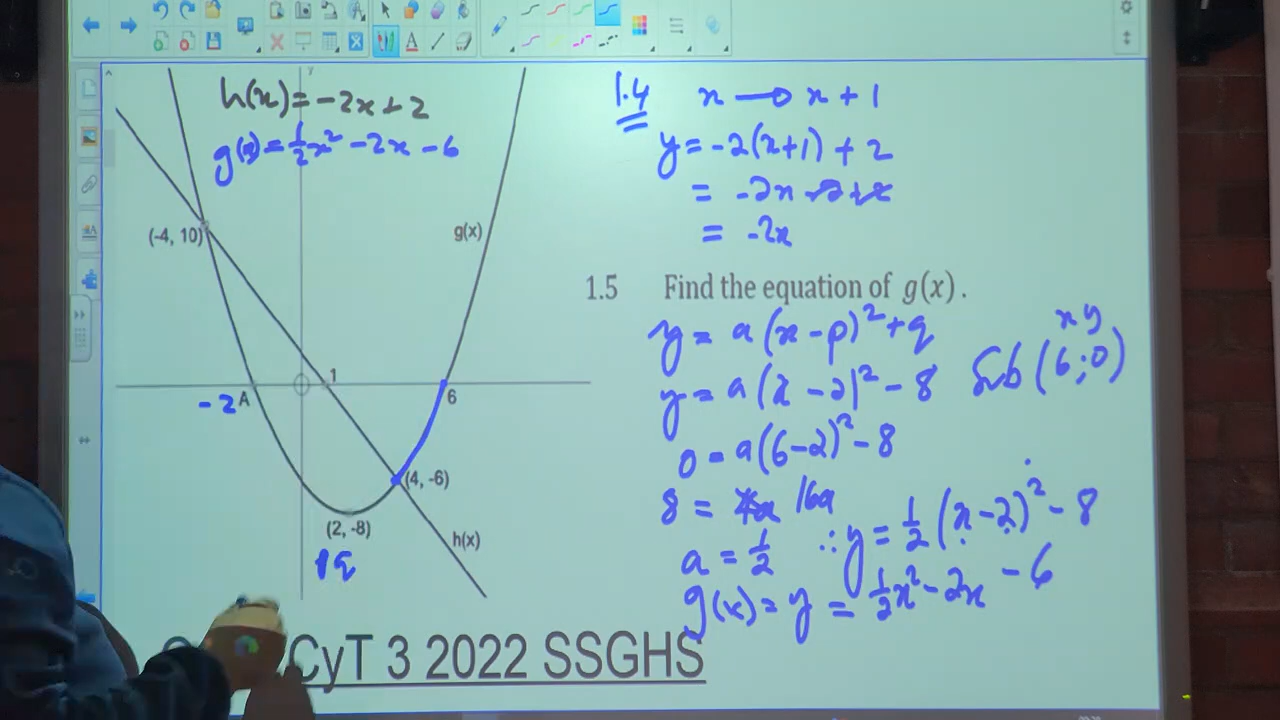 h(x) = -2x + 2
g(x) = 1/2x² - 2x - 6
y
(-4, 10)
g(x)
1
-2 A
6
(4, -6)
(2, -8)
p q
h(x)
1.4 x → x + 1
y = -2(x+1) + 2
= -2x -2+2
= -2x
1.5 Find the equation of g(x).
y = a(x-p)² + q
x y
y = a(x-2)² - 8 Sub (6;0)
0 = a(6-2)² - 8
8 = 16a
a = 1/2 ∴ y = 1/2(x-2)² - 8
g(x) = y = 1/2x² - 2x - 6
CyT 3 2022 SSGHS